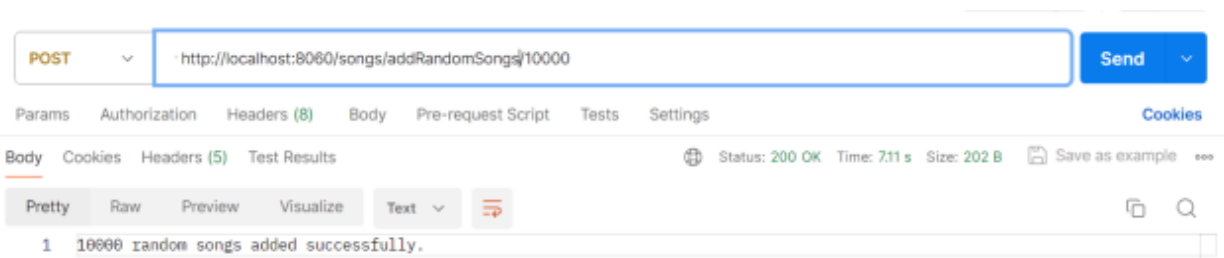 POST http://localhost:8060/songs/addRandomSongs/10000 Send
Params Authorization Headers (8) Body Pre-request Script Tests Settings Cookies
Body Cookies Headers (5) Test Results Status: 200 OK Time: 7.11 s Size: 202 B Save as example
Pretty Raw Preview Visualize Text
1 10000 random songs added successfully.